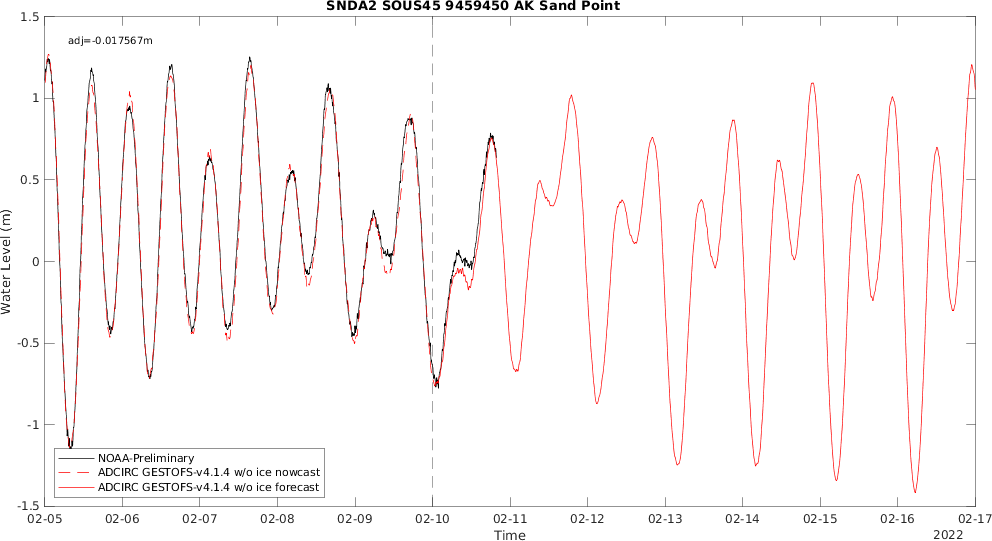 SNDA2 SOUS45 9459450 AK Sand Point
adj=-0.017567m
1.5
1
0.5
0
-0.5
-1
-1.5
Water Level (m)
NOAA-Preliminary
ADCIRC GESTOFS-v4.1.4 w/o ice nowcast
ADCIRC GESTOFS-v4.1.4 w/o ice forecast
02-05 02-06 02-07 02-08 02-09 02-10 02-11 02-12 02-13 02-14 02-15 02-16 02-17
Time
2022